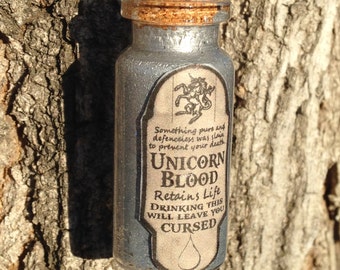 Something pure and
defenceless was slain
to prevent your death
UNICORN
BLOOD
Retains Life
DRINKING THIS
WILL LEAVE YOU
CURSED